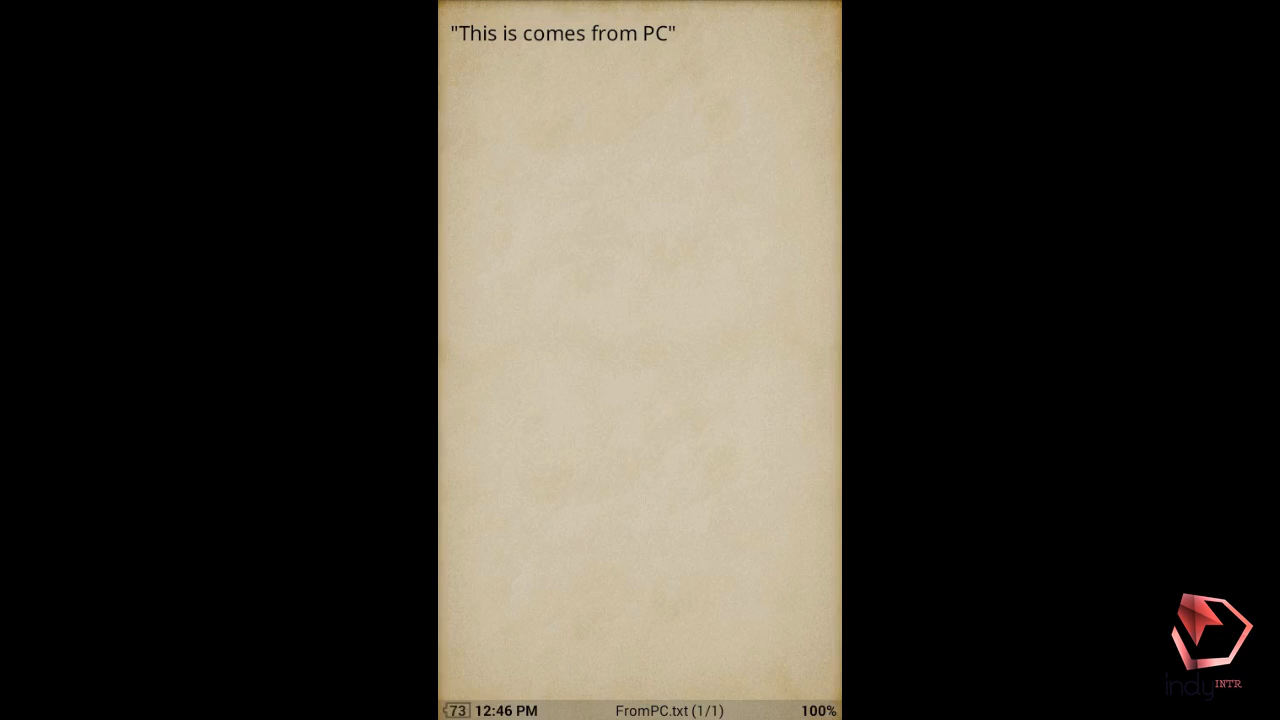 "This is comes from PC"
73 12:46 PM FromPC.txt (1/1) 100%
indy INTR